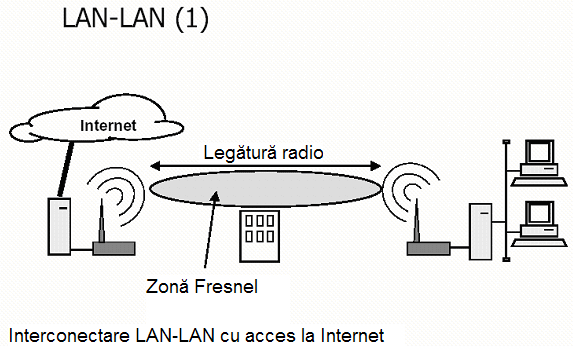 LAN-LAN (1)
Internet
Legătură radio
Zonă Fresnel
Interconectare LAN-LAN cu acces la Internet